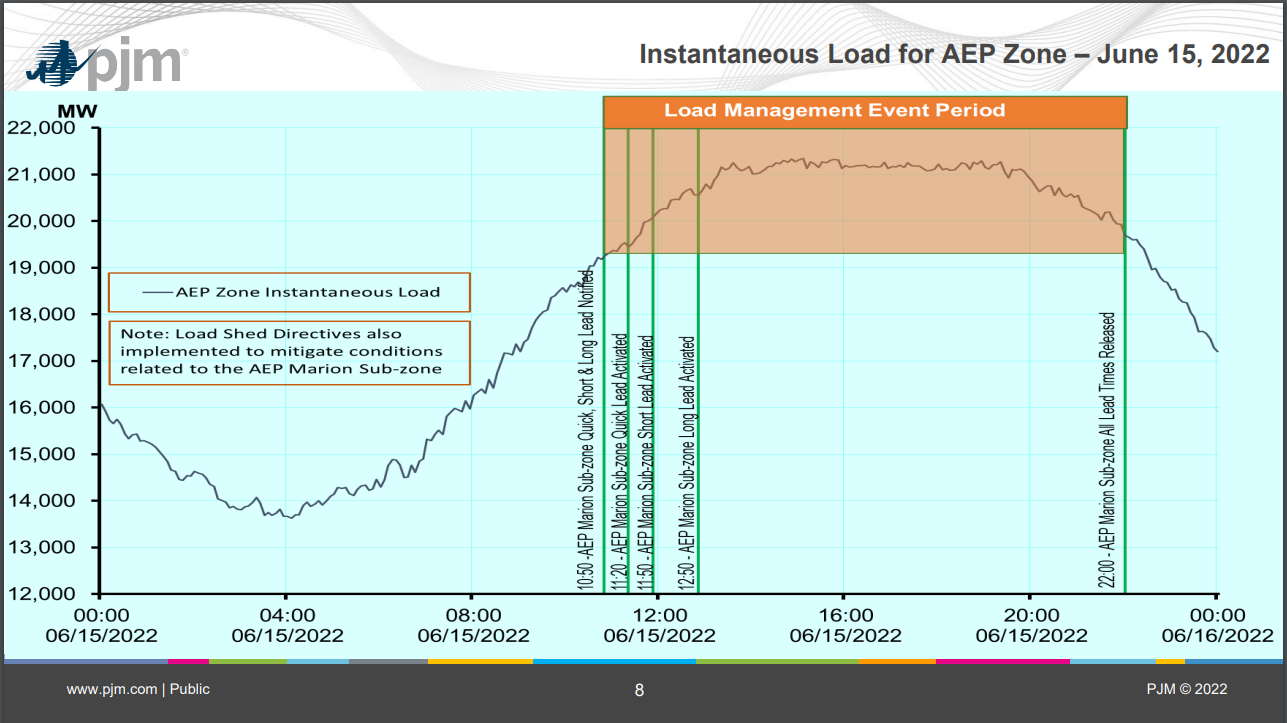 pjm®
Instantaneous Load for AEP Zone – June 15, 2022
MW
Load Management Event Period
22,000
21,000
20,000
19,000
18,000
17,000
16,000
15,000
14,000
13,000
12,000
AEP Zone Instantaneous Load
Note: Load Shed Directives also
implemented to mitigate conditions
related to the AEP Marion Sub-zone
10:50 -AEP Marion Sub-zone Quick, Short & Long Lead Notified
11:20 - AEP Marion Sub-zone Quick Lead Activated
11:50 - AEP Marion Sub-zone Short Lead Activated
12:50 - AEP Marion Sub-zone Long Lead Activated
22:00 - AEP Marion Sub-zone All Lead Times Released
00:00 04:00 08:00 12:00 16:00 20:00 00:00
06/15/2022 06/15/2022 06/15/2022 06/15/2022 06/15/2022 06/15/2022 06/16/2022
www.pjm.com | Public
8
PJM © 2022